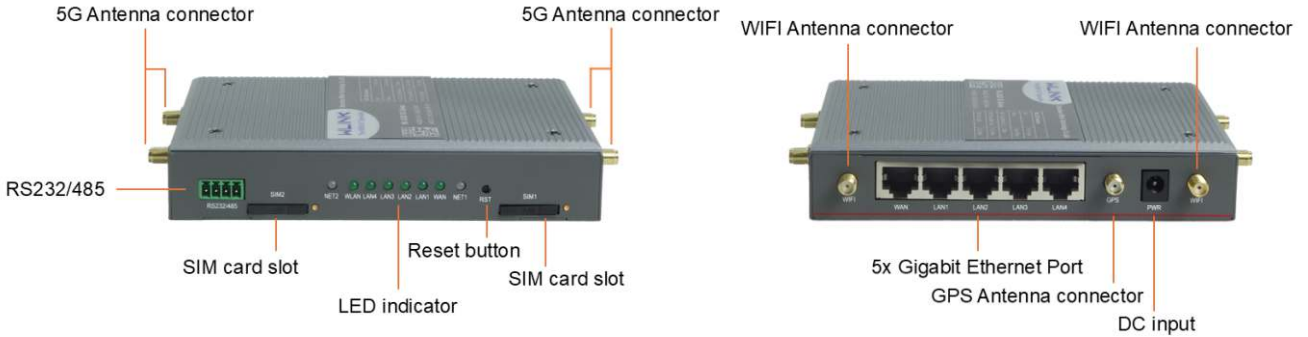 5G Antenna connector
5G Antenna connector
WIFI Antenna connector
WIFI Antenna connector
WLINK
RS232/485
RS232/485
SIM2
NET2 WLAN LAN4 LAN3 LAN2 LAN1 WAN NET1
RST
SIM1
SIM card slot
LED indicator
Reset button
SIM card slot
WIFI
WAN LAN1 LAN2 LAN3 LAN4
GPS
PWR
WIFI
5x Gigabit Ethernet Port
GPS Antenna connector
DC input